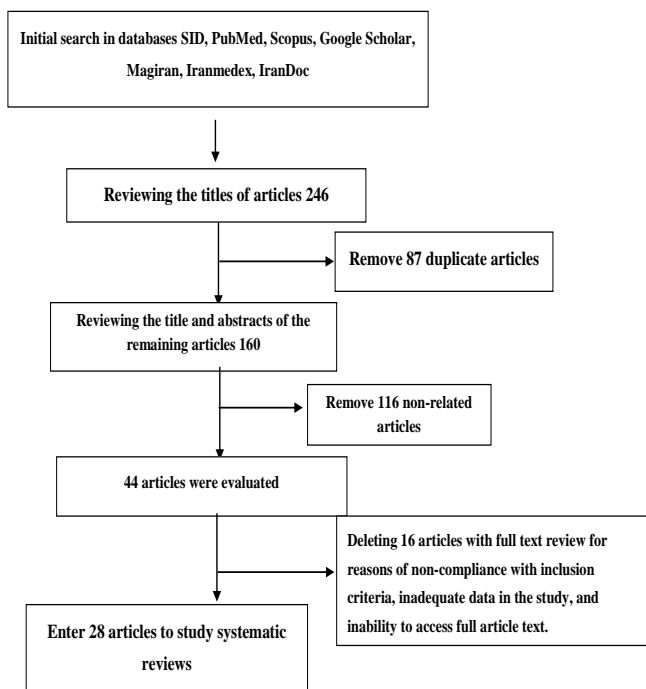 Initial search in databases SID, PubMed, Scopus, Google Scholar,
Magiran, Iranmedex, IranDoc
Reviewing the titles of articles 246
Remove 87 duplicate articles
Reviewing the title and abstracts of the
remaining articles 160
Remove 116 non-related
articles
44 articles were evaluated
Deleting 16 articles with full text review for
reasons of non-compliance with inclusion
criteria, inadequate data in the study, and
inability to access full article text.
Enter 28 articles to study systematic
reviews